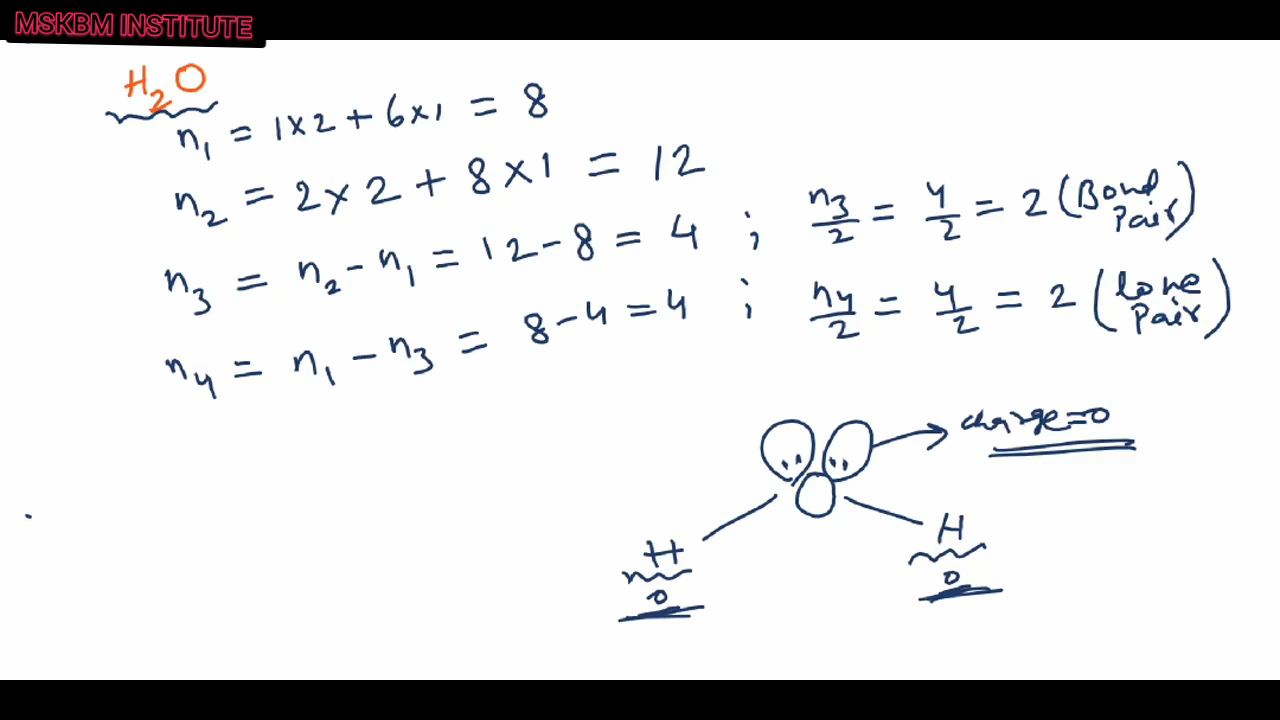 MSKBM INSTITUTE
H₂O
n₁ = 1×2 + 6×1 = 8
n₂ = 2×2 + 8×1 = 12
n₃ = n₂ - n₁ = 12 - 8 = 4 ; n₃/2 = 4/2 = 2 (Bond Pair)
n₄ = n₁ - n₃ = 8 - 4 = 4 ; n₄/2 = 4/2 = 2 (lone Pair)
charge=0
O
H H
0 0